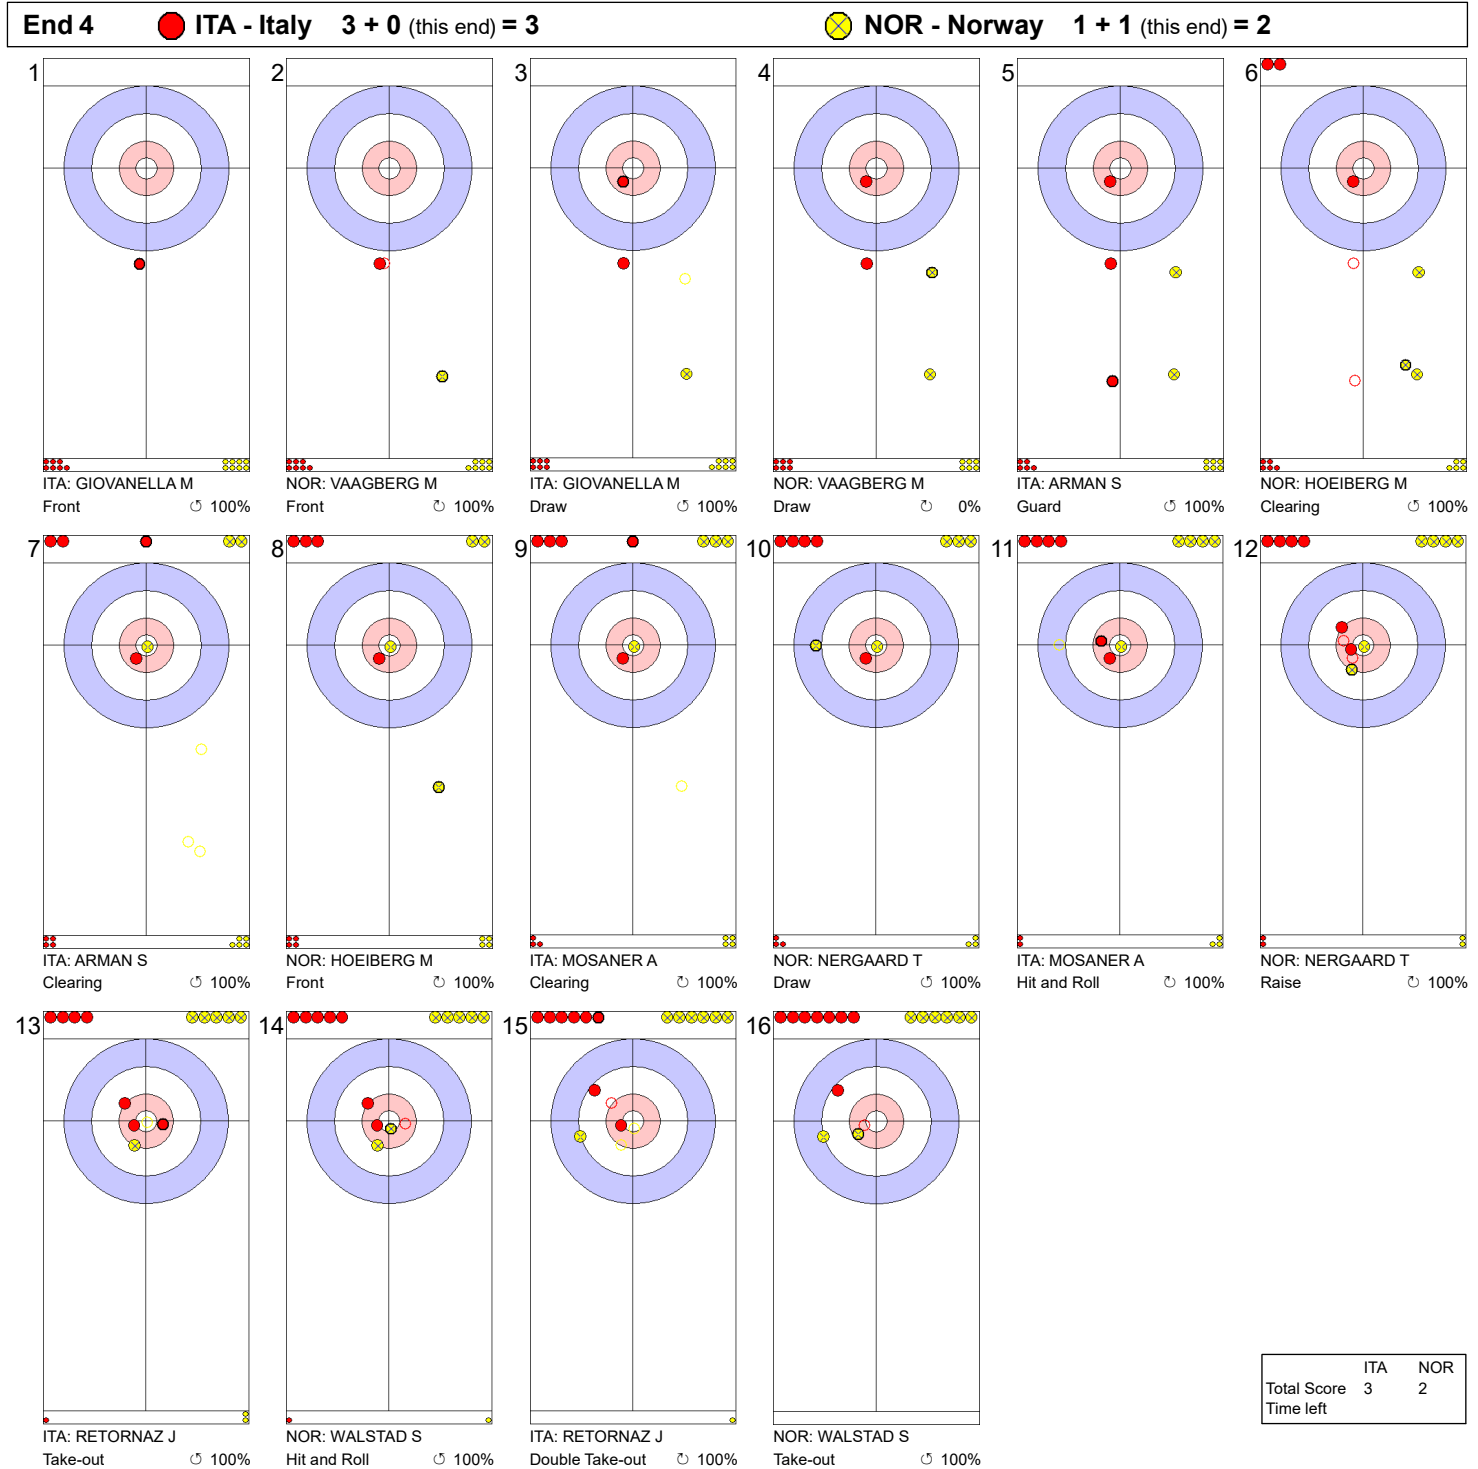 End 4 ITA - Italy 3 + 0 (this end) = 3 NOR - Norway 1 + 1 (this end) = 2
1 2 3 4 5 6
ITA: GIOVANELLA M NOR: VAAGBERG M ITA: GIOVANELLA M NOR: VAAGBERG M ITA: ARMAN S NOR: HOEIBERG M
Front ↺ 100% Front ↻ 100% Draw ↺ 100% Draw ↻ 0% Guard ↺ 100% Clearing ↺ 100%
7 8 9 10 11 12
ITA: ARMAN S NOR: HOEIBERG M ITA: MOSANER A NOR: NERGAARD T ITA: MOSANER A NOR: NERGAARD T
Clearing ↺ 100% Front ↺ 100% Clearing ↻ 100% Draw ↺ 100% Hit and Roll ↺ 100% Raise ↺ 100%
13 14 15 16
ITA: RETORNAZ J NOR: WALSTAD S ITA: RETORNAZ J NOR: WALSTAD S
Take-out ↺ 100% Hit and Roll ↺ 100% Double Take-out ↻ 100% Take-out ↺ 100%
ITA NOR
Total Score 3 2
Time left